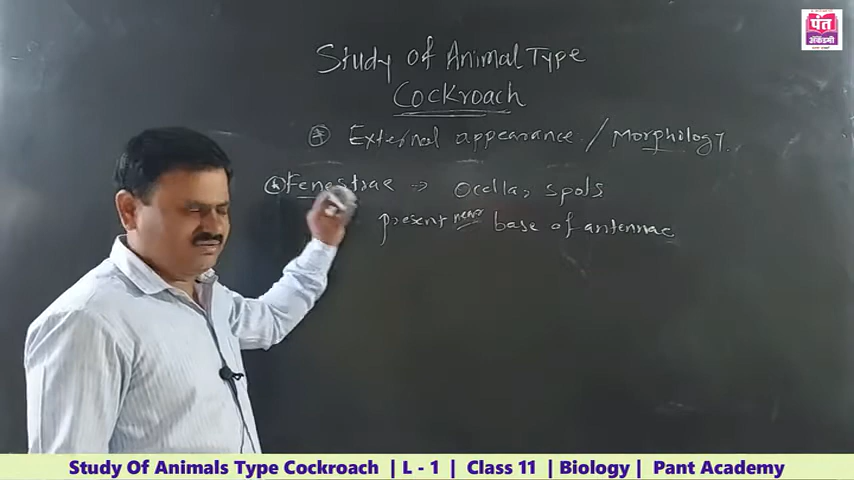 पंत
अॅकॅडमी
Study of Animal Type
Cockroach
* External appearance / Morphology.
(h) Fenestrae → Ocellar spots
present near base of antennae
Study Of Animals Type Cockroach | L - 1 | Class 11 | Biology | Pant Academy